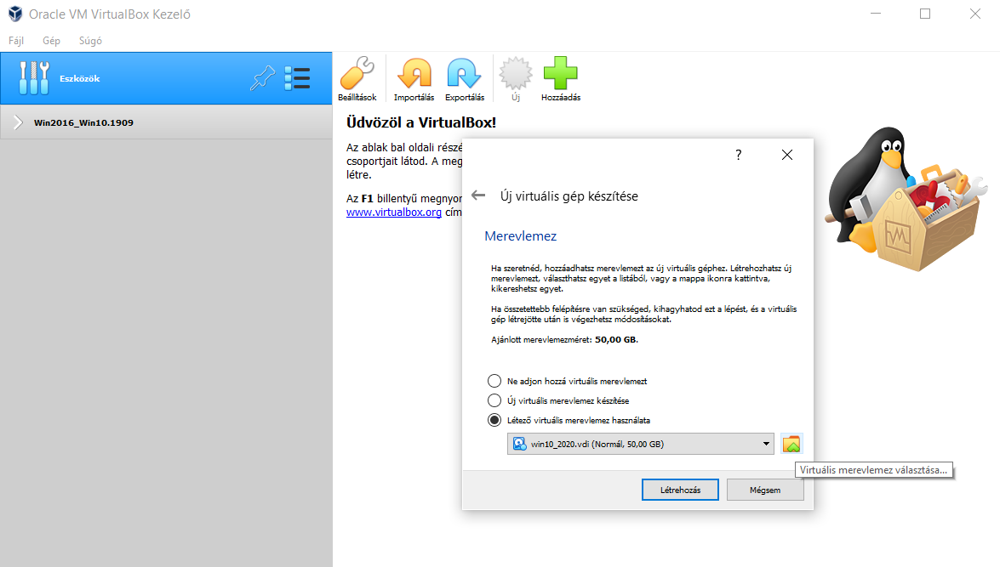 Oracle VM VirtualBox Kezelő
Fájl Gép Súgó
Eszközök
Beállítások Importálás Exportálás Új Hozzáadás
Win2016_Win10.1909
Üdvözöl a VirtualBox!
Az ablak bal oldali részé
csoportjait látod. A meg
létre.
Az F1 billentyű megnyom
www.virtualbox.org cím
?
Új virtuális gép készítése
Merevlemez
Ha szeretnéd, hozzáadhatsz merevlemezt az új virtuális géphez. Létrehozhatsz új
merevlemezt, választhatsz egyet a listából, vagy a mappa ikonra kattintva,
kikereshetsz egyet.
Ha összetettebb felépítésre van szükséged, kihagyhatod ezt a lépést, és a virtuális
gép létrejötte után is végezhetsz módosításokat.
Ajánlott merevlemezméret: 50,00 GB.
Ne adjon hozzá virtuális merevlemezt
Új virtuális merevlemez készítése
Létező virtuális merevlemez használata
win10_2020.vdi (Normál, 50,00 GB)
Virtuális merevlemez választása...
Létrehozás Mégsem